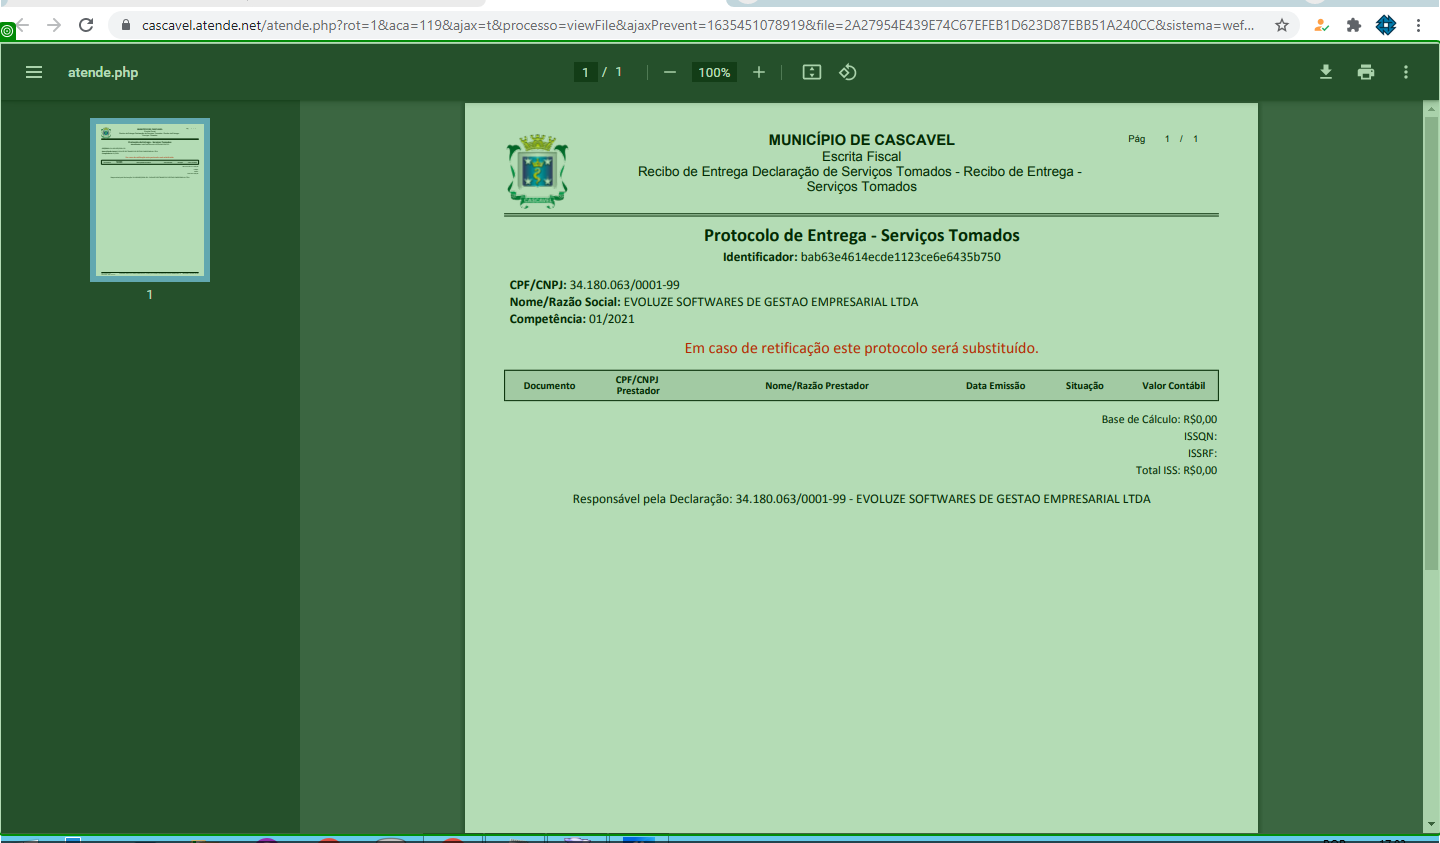 cascavel.atende.net/atende.php?rot=1&aca=119&ajax=t&processo=viewFile&ajaxPrevent=1635451078919&file=2A27954E439E74C67EFEB1D623D87EBB51A240CC&sistema=wef...
atende.php
1 / 1
100%
1
MUNICÍPIO DE CASCAVEL
Pág 1 / 1
Escrita Fiscal
Recibo de Entrega Declaração de Serviços Tomados - Recibo de Entrega -
Serviços Tomados
CASCAVEL
Protocolo de Entrega - Serviços Tomados
Identificador: bab63e4614ecde1123ce6e6435b750
CPF/CNPJ: 34.180.063/0001-99
Nome/Razão Social: EVOLUZE SOFTWARES DE GESTAO EMPRESARIAL LTDA
Competência: 01/2021
Em caso de retificação este protocolo será substituído.
Documento CPF/CNPJ Prestador Nome/Razão Prestador Data Emissão Situação Valor Contábil
Base de Cálculo: R$0,00
ISSQN:
ISSRF:
Total ISS: R$0,00
Responsável pela Declaração: 34.180.063/0001-99 - EVOLUZE SOFTWARES DE GESTAO EMPRESARIAL LTDA